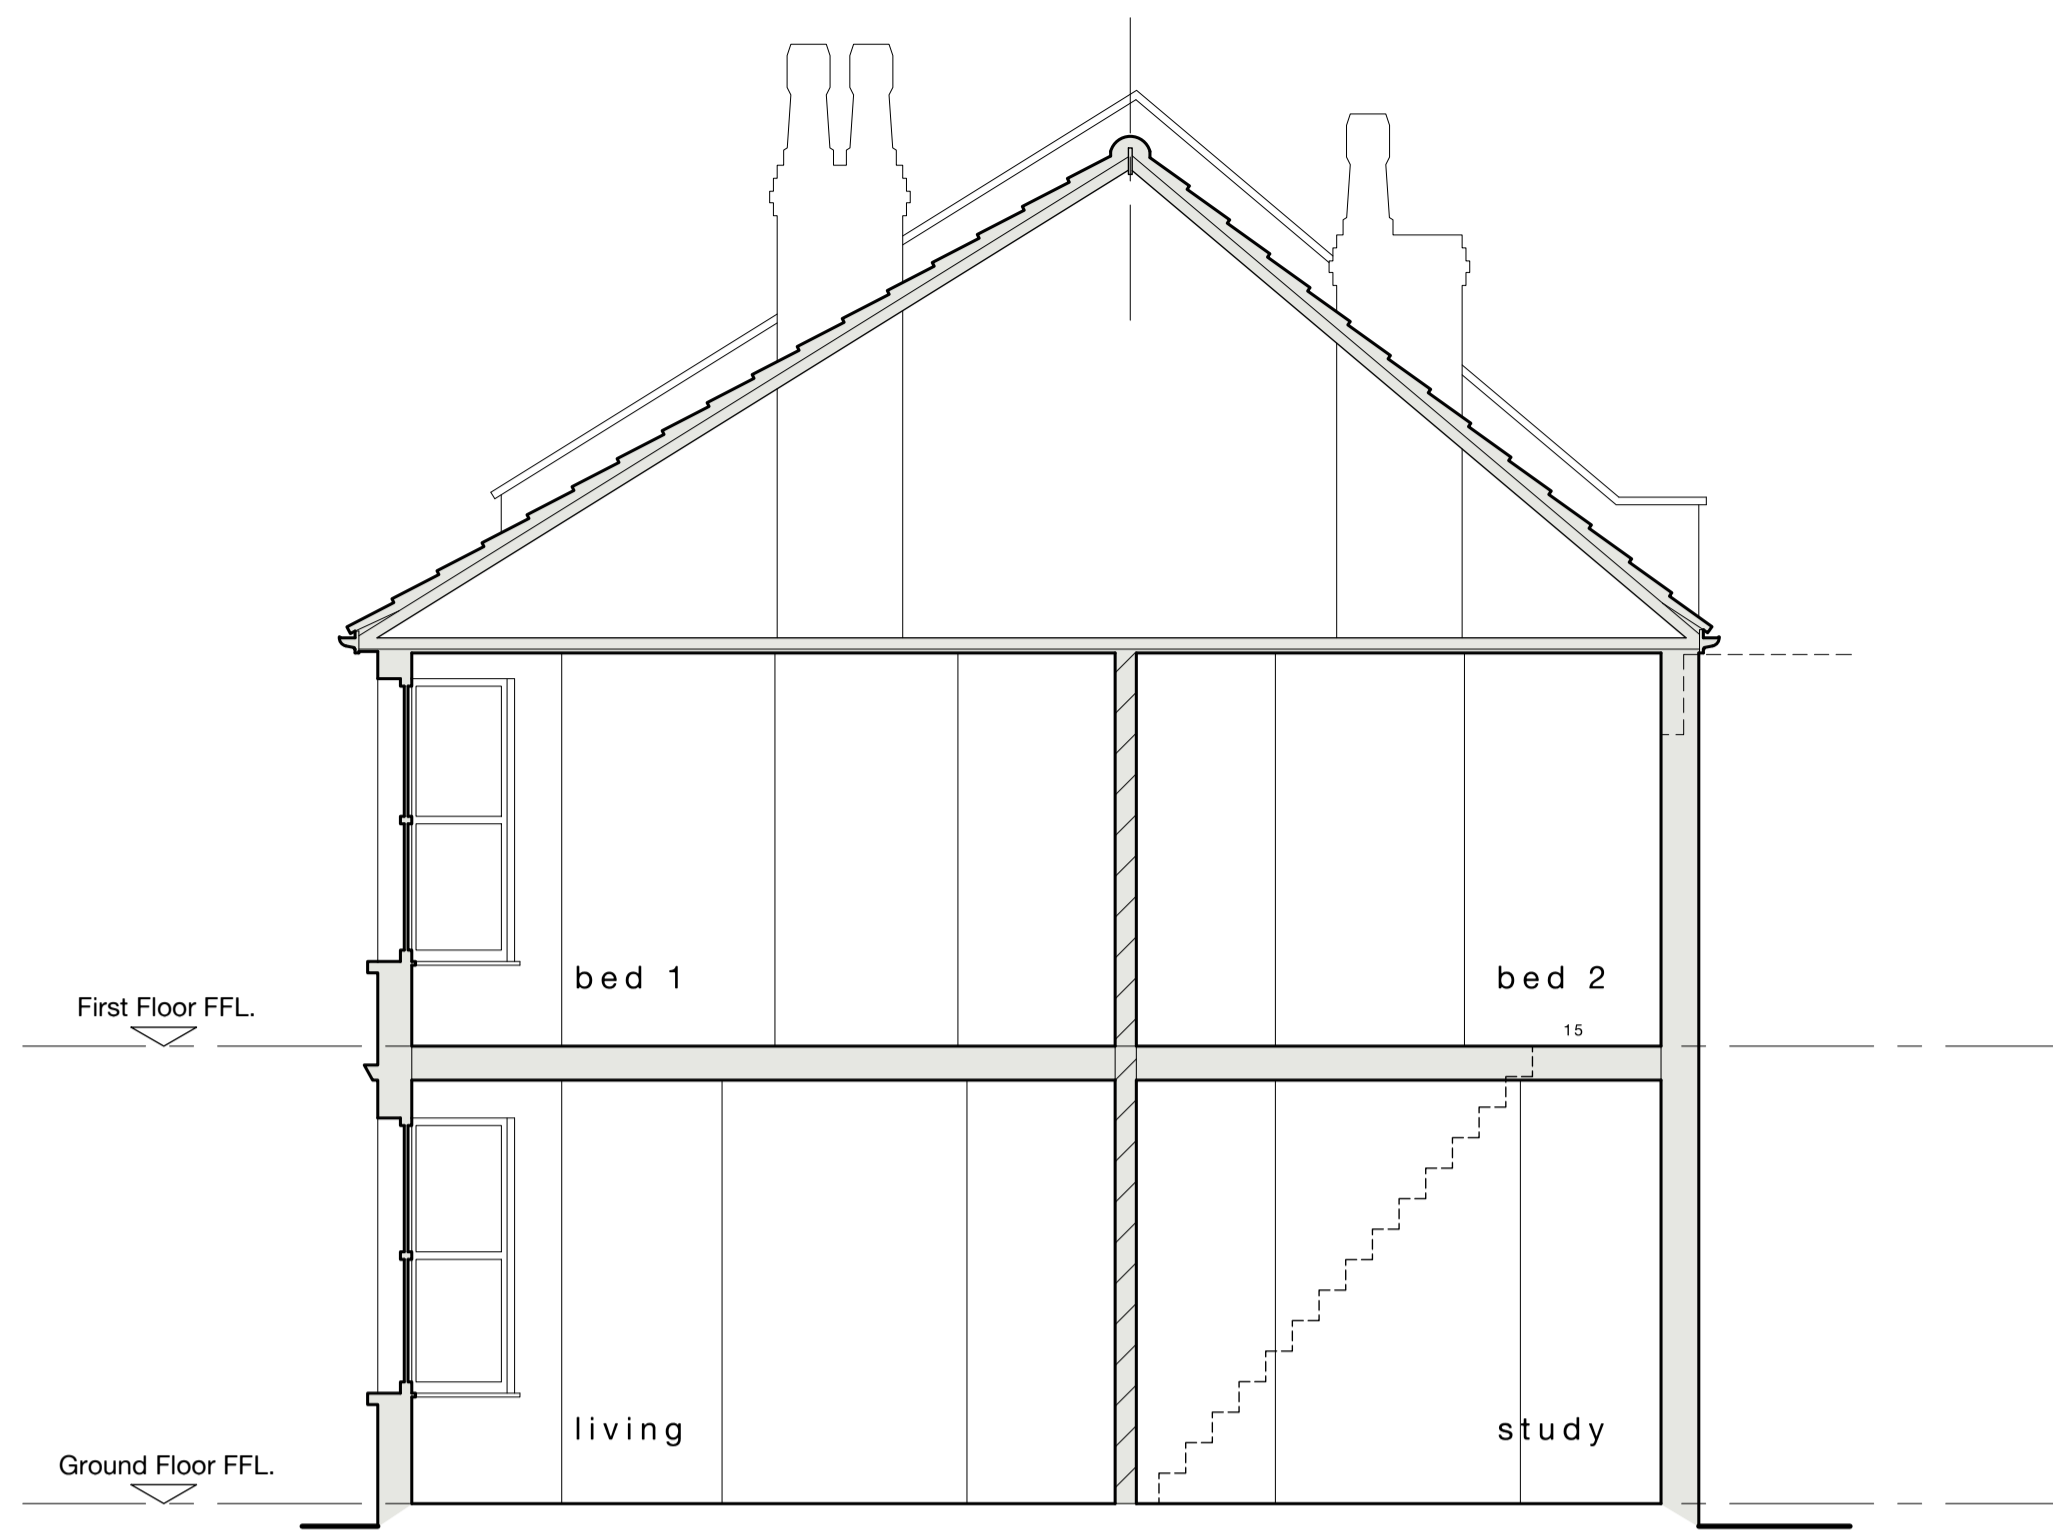 bed 1
bed 2
First Floor FFL.
15
living
study
Ground Floor FFL.